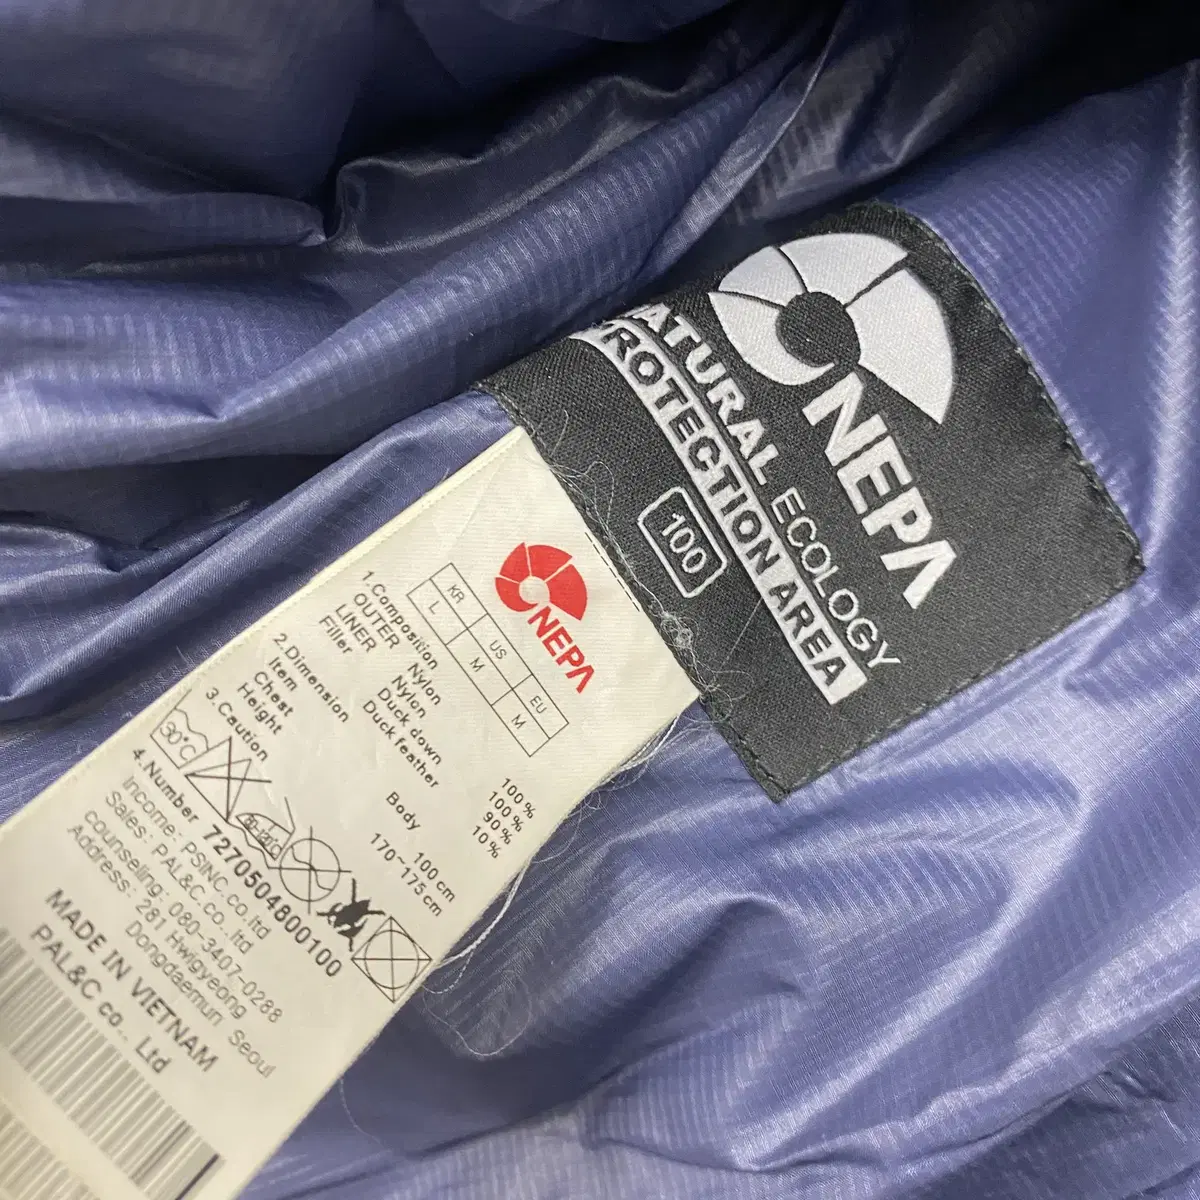 NEPA
NATURAL ECOLOGY
PROTECTION AREA
100
NEPA
KR US EU
L M M
1.Composition
OUTER Nylon 100 %
LINER Nylon 100 %
Filler Duck down 90 %
Duck feather 10 %
2.Dimension
Item Body
Chest 100 cm
Height 170~175 cm
3.Caution
30°C
4.Number 7270504800100
Income: PSINC.co.ltd
Sales: PAL&C.co.,ltd
counseling: 080-3407-0288
Address: 281 Hwigyeong
Dongdaemun Seoul
MADE IN VIETNAM
PAL&C co., Ltd